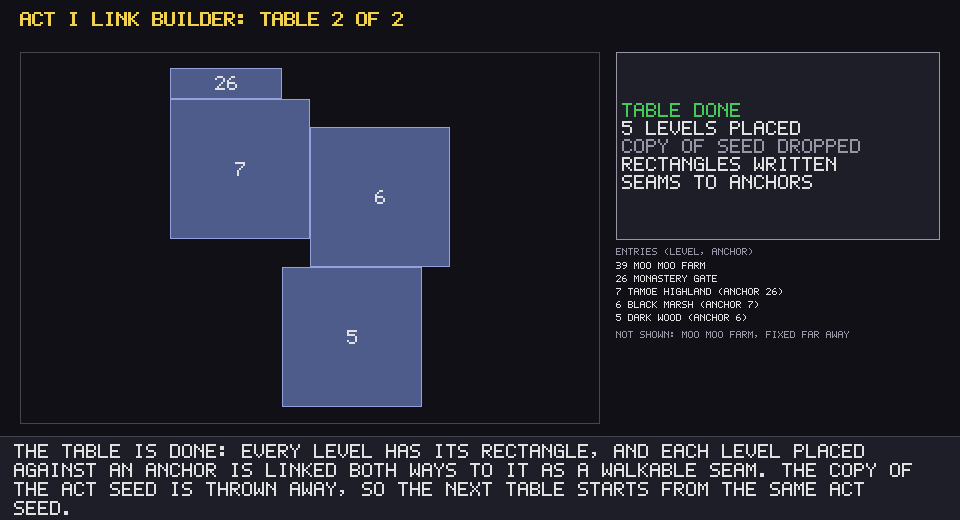 ACT I LINK BUILDER: TABLE 2 OF 2
26
7
6
5
TABLE DONE
5 LEVELS PLACED
COPY OF SEED DROPPED
RECTANGLES WRITTEN
SEAMS TO ANCHORS
ENTRIES (LEVEL, ANCHOR)
39 MOO MOO FARM
26 MONASTERY GATE
7 TAMOE HIGHLAND (ANCHOR 26)
6 BLACK MARSH (ANCHOR 7)
5 DARK WOOD (ANCHOR 6)
NOT SHOWN: MOO MOO FARM, FIXED FAR AWAY
THE TABLE IS DONE: EVERY LEVEL HAS ITS RECTANGLE, AND EACH LEVEL PLACED
AGAINST AN ANCHOR IS LINKED BOTH WAYS TO IT AS A WALKABLE SEAM. THE COPY OF
THE ACT SEED IS THROWN AWAY, SO THE NEXT TABLE STARTS FROM THE SAME ACT
SEED.